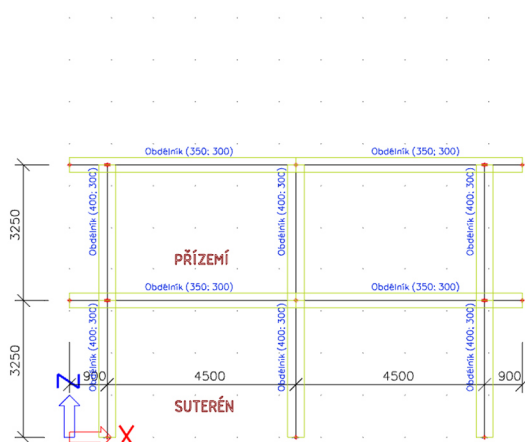 Obdélník (350; 300)
Obdélník (350; 300)
Obdélník (400; 300)
Obdélník (400; 300)
Obdélník (400; 300)
3250
PŘÍZEMÍ
Obdélník (350; 300)
Obdélník (350; 300)
Obdélník (400; 300)
Obdélník (400; 300)
Obdélník (400; 300)
3250
900
4500
4500
900
Z
SUTERÉN
X